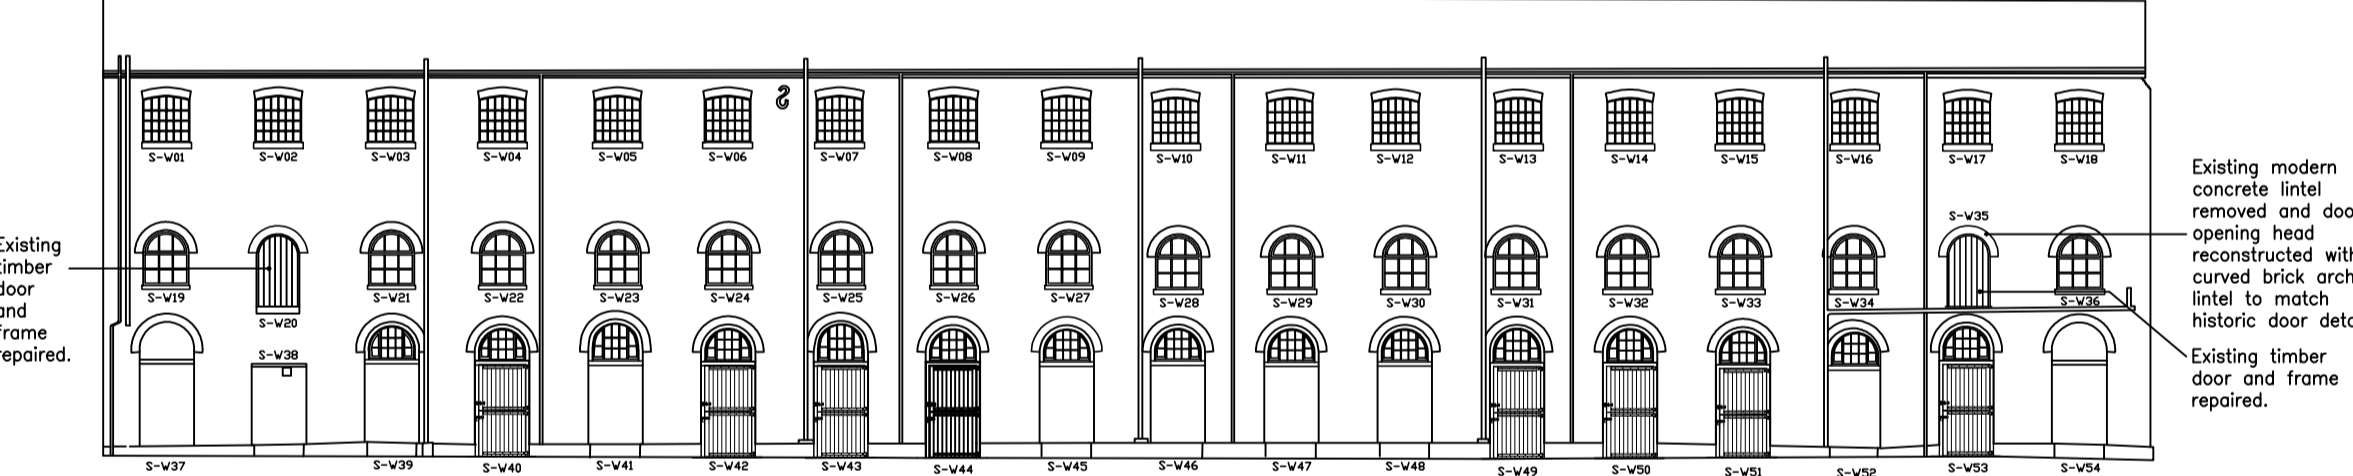 S-W01 S-W02 S-W03 S-W04 S-W05 S-W06 S-W07 S-W08 S-W09 S-W10 S-W11 S-W12 S-W13 S-W14 S-W15 S-W16 S-W17 S-W18
S-W35
S-W19 S-W20 S-W21 S-W22 S-W23 S-W24 S-W25 S-W26 S-W27 S-W28 S-W29 S-W30 S-W31 S-W32 S-W33 S-W34 S-W36
S-W38
S-W37 S-W39 S-W40 S-W41 S-W42 S-W43 S-W44 S-W45 S-W46 S-W47 S-W48 S-W49 S-W50 S-W51 S-W52 S-W53 S-W54
Existing
timber
door
and
frame
repaired.
Existing modern
concrete lintel
removed and doo
opening head
reconstructed with
curved brick arch
lintel to match
historic door deta
Existing timber
door and frame
repaired.